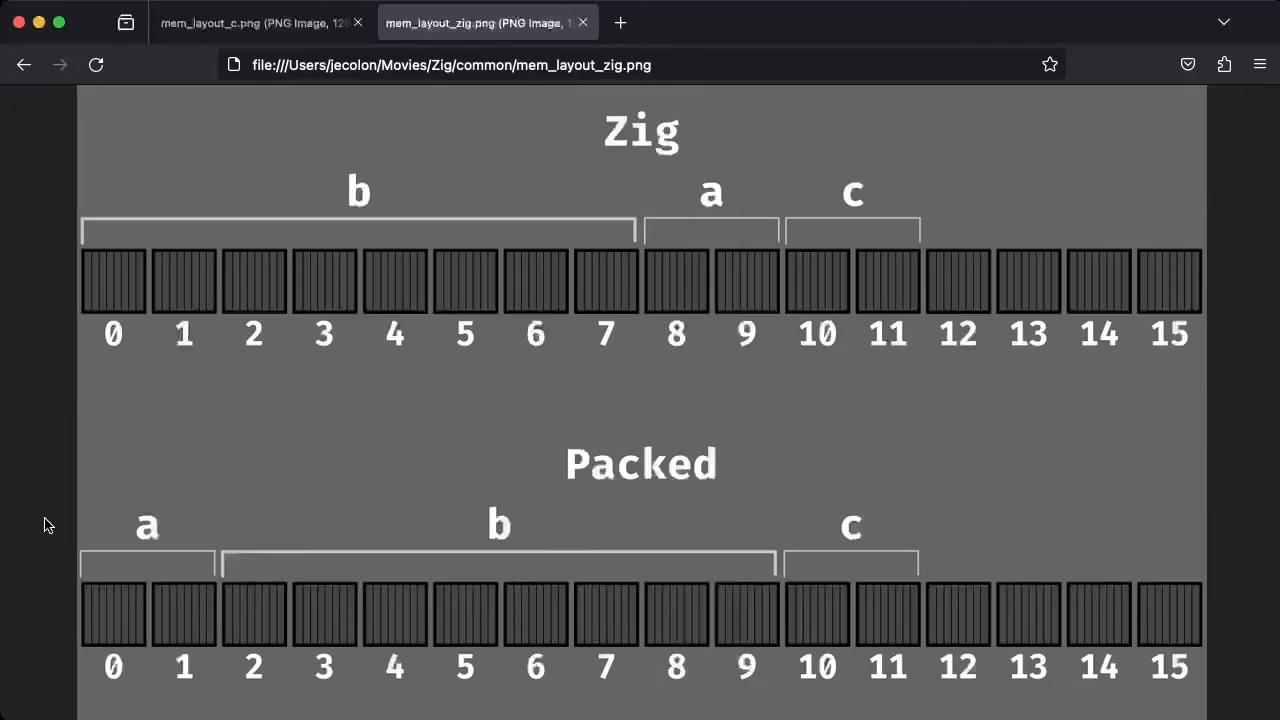 mem_layout_c.png (PNG Image, 128
mem_layout_zig.png (PNG Image, 1
file:///Users/jecolon/Movies/Zig/common/mem_layout_zig.png
Zig
b a c
0 1 2 3 4 5 6 7 8 9 10 11 12 13 14 15
Packed
a b c
0 1 2 3 4 5 6 7 8 9 10 11 12 13 14 15